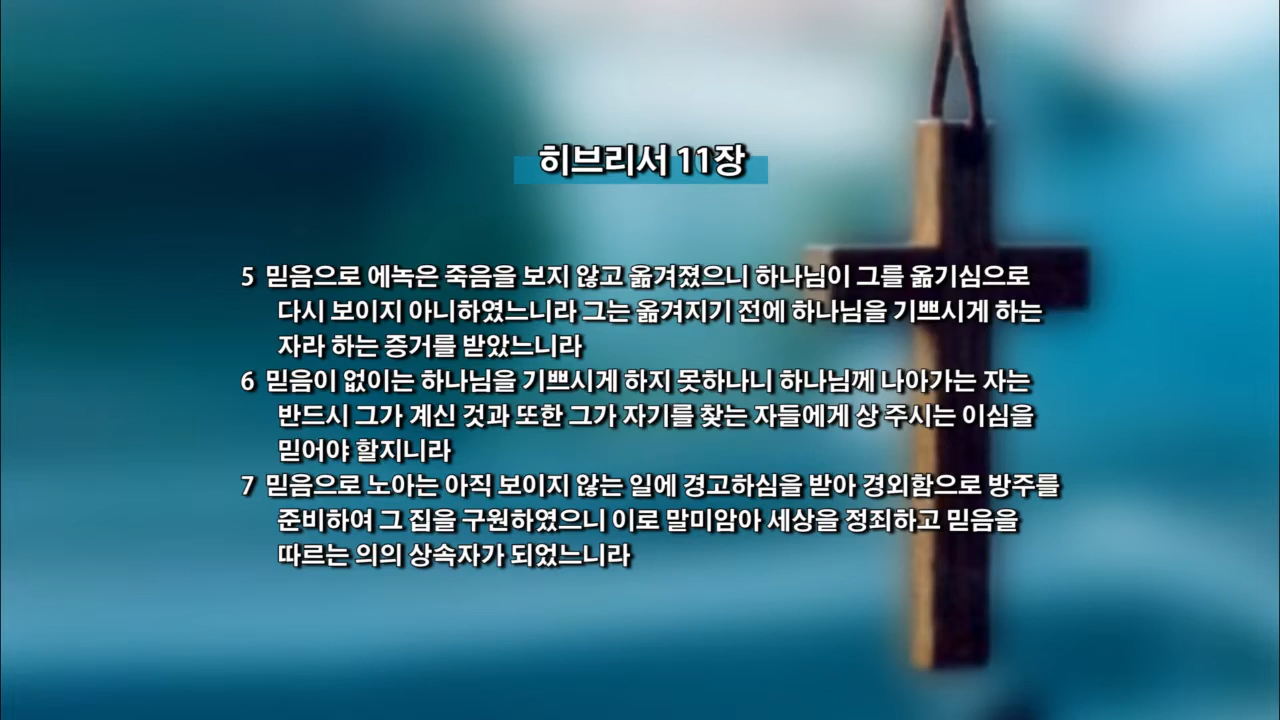 히브리서 11장
5 믿음으로 에녹은 죽음을 보지 않고 옮겨졌으니 하나님이 그를 옮기심으로
다시 보이지 아니하였느니라 그는 옮겨지기 전에 하나님을 기쁘시게 하는
자라 하는 증거를 받았느니라
6 믿음이 없이는 하나님을 기쁘시게 하지 못하나니 하나님께 나아가는 자는
반드시 그가 계신 것과 또한 그가 자기를 찾는 자들에게 상 주시는 이심을
믿어야 할지니라
7 믿음으로 노아는 아직 보이지 않는 일에 경고하심을 받아 경외함으로 방주를
준비하여 그 집을 구원하였으니 이로 말미암아 세상을 정죄하고 믿음을
따르는 의의 상속자가 되었느니라